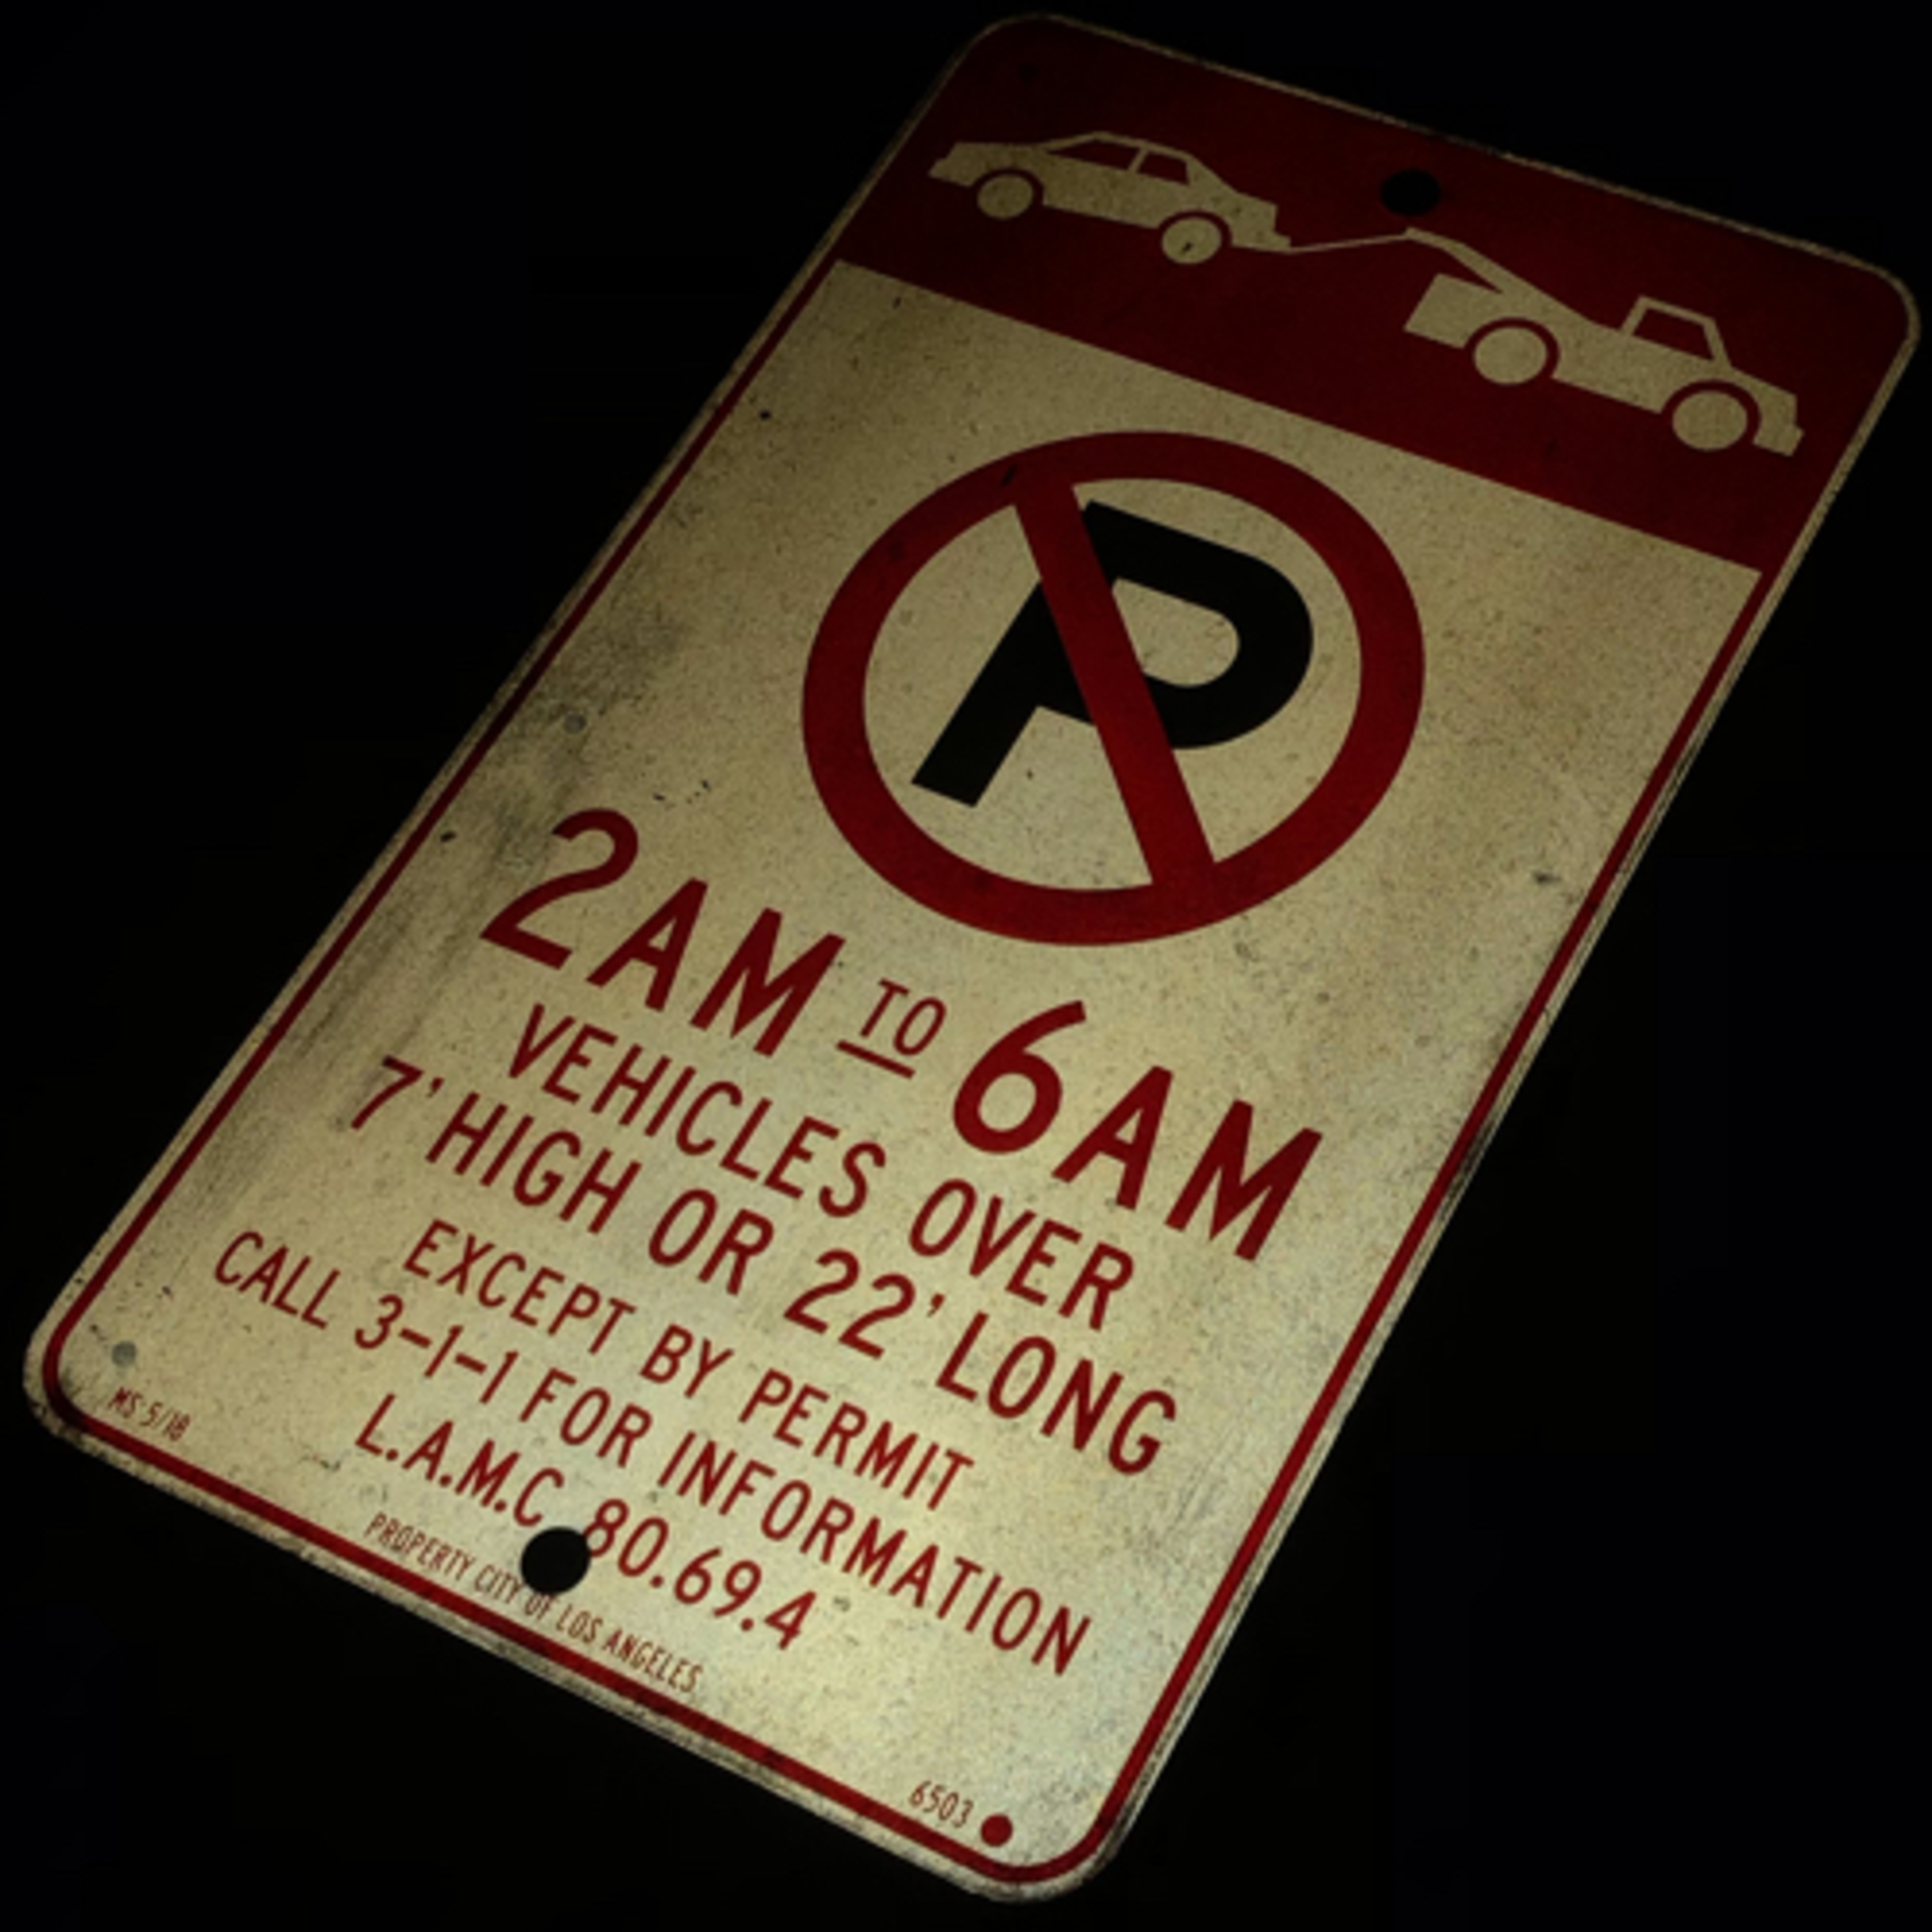 P
2AM TO 6AM
VEHICLES OVER
7' HIGH OR 22' LONG
EXCEPT BY PERMIT
CALL 3-1-1 FOR INFORMATION
L.A.M.C 80.69.4
MS 5/18
PROPERTY CITY OF LOS ANGELES
6503